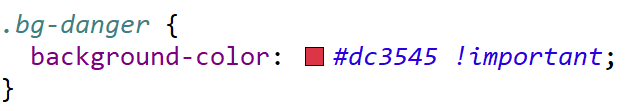 .bg-danger {
  background-color: #dc3545 !important;
}